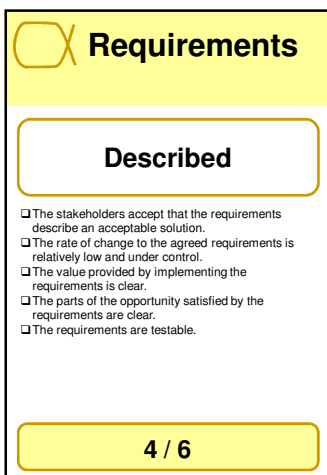 Requirements
Described
❑ The stakeholders accept that the requirements
describe an acceptable solution.
❑ The rate of change to the agreed requirements is
relatively low and under control.
❑ The value provided by implementing the
requirements is clear.
❑ The parts of the opportunity satisfied by the
requirements are clear.
❑ The requirements are testable.
4 / 6